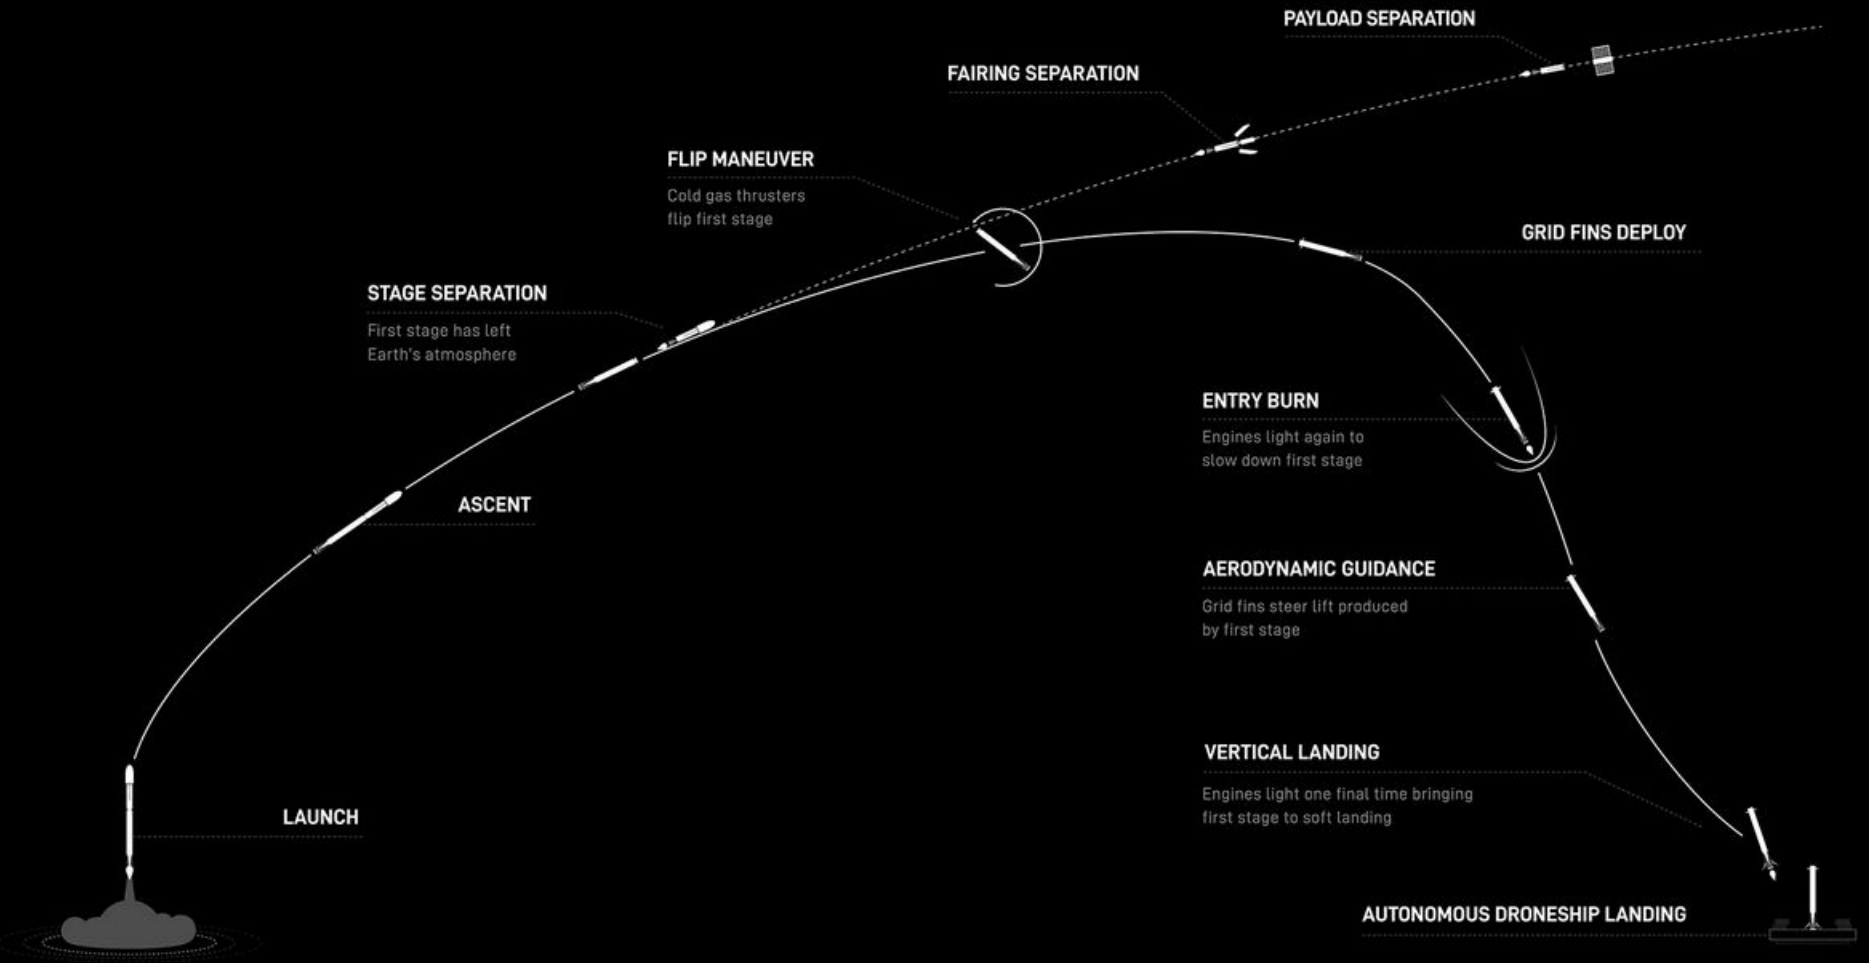 PAYLOAD SEPARATION
FAIRING SEPARATION
FLIP MANEUVER
Cold gas thrusters
flip first stage
GRID FINS DEPLOY
STAGE SEPARATION
First stage has left
Earth's atmosphere
ENTRY BURN
Engines light again to
slow down first stage
ASCENT
AERODYNAMIC GUIDANCE
Grid fins steer lift produced
by first stage
VERTICAL LANDING
Engines light one final time bringing
first stage to soft landing
LAUNCH
AUTONOMOUS DRONESHIP LANDING